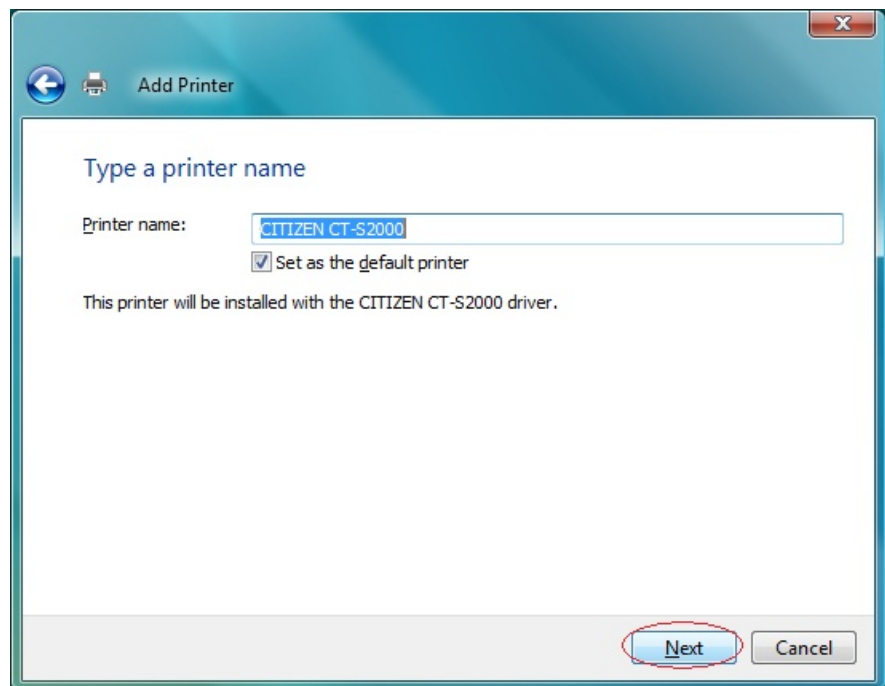 Add Printer
Type a printer name
Printer name: CITIZEN CT-S2000
Set as the default printer
This printer will be installed with the CITIZEN CT-S2000 driver.
Next Cancel